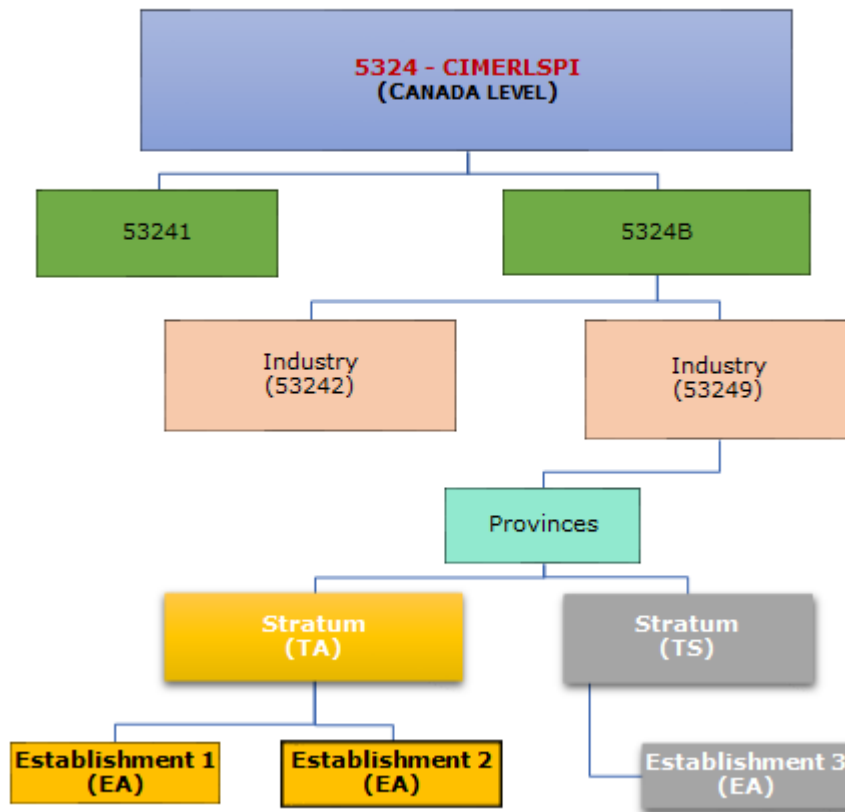 5324 - CIMERLSPI
(CANADA LEVEL)
53241
5324B
Industry
(53242)
Industry
(53249)
Provinces
Stratum
(TA)
Stratum
(TS)
Establishment 1
(EA)
Establishment 2
(EA)
Establishment 3
(EA)